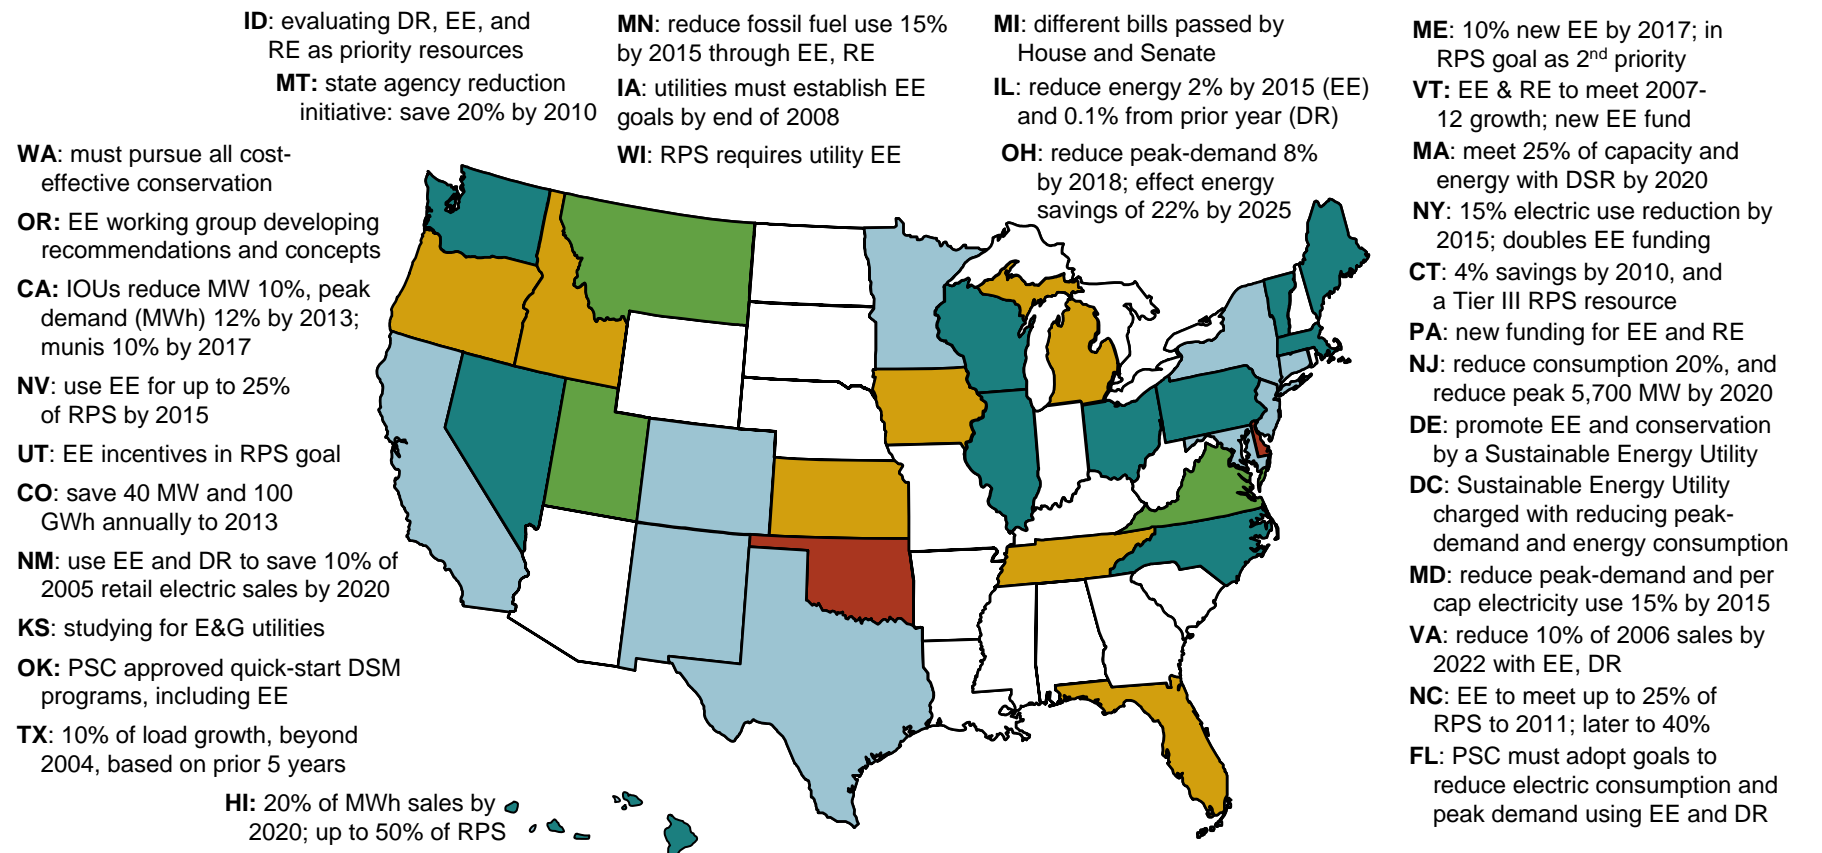 ID: evaluating DR, EE, and
RE as priority resources
MT: state agency reduction
initiative: save 20% by 2010
MN: reduce fossil fuel use 15%
by 2015 through EE, RE
IA: utilities must establish EE
goals by end of 2008
WI: RPS requires utility EE
MI: different bills passed by
House and Senate
IL: reduce energy 2% by 2015 (EE)
and 0.1% from prior year (DR)
OH: reduce peak-demand 8%
by 2018; effect energy
savings of 22% by 2025
WA: must pursue all cost-
effective conservation
OR: EE working group developing
recommendations and concepts
CA: IOUs reduce MW 10%, peak
demand (MWh) 12% by 2013;
munis 10% by 2017
NV: use EE for up to 25%
of RPS by 2015
UT: EE incentives in RPS goal
CO: save 40 MW and 100
GWh annually to 2013
NM: use EE and DR to save 10% of
2005 retail electric sales by 2020
KS: studying for E&G utilities
OK: PSC approved quick-start DSM
programs, including EE
TX: 10% of load growth, beyond
2004, based on prior 5 years
HI: 20% of MWh sales by
2020; up to 50% of RPS
ME: 10% new EE by 2017; in
RPS goal as 2nd priority
VT: EE & RE to meet 2007-
12 growth; new EE fund
MA: meet 25% of capacity and
energy with DSR by 2020
NY: 15% electric use reduction by
2015; doubles EE funding
CT: 4% savings by 2010, and
a Tier III RPS resource
PA: new funding for EE and RE
NJ: reduce consumption 20%, and
reduce peak 5,700 MW by 2020
DE: promote EE and conservation
by a Sustainable Energy Utility
DC: Sustainable Energy Utility
charged with reducing peak-
demand and energy consumption
MD: reduce peak-demand and per
cap electricity use 15% by 2015
VA: reduce 10% of 2006 sales by
2022 with EE, DR
NC: EE to meet up to 25% of
RPS to 2011; later to 40%
FL: PSC must adopt goals to
reduce electric consumption and
peak demand using EE and DR